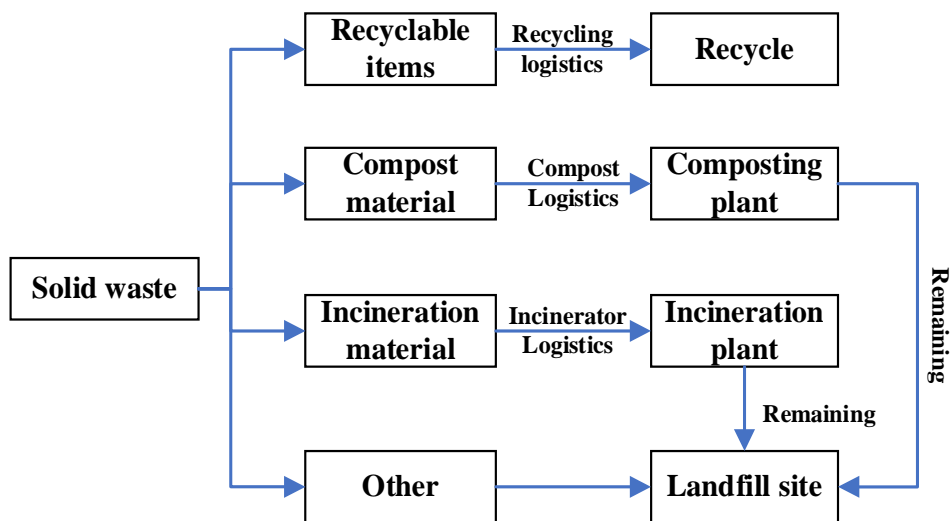 Recyclable
items
Recycling
logistics
Recycle
Compost
material
Compost
Logistics
Composting
plant
Solid waste
Incineration
material
Incinerator
Logistics
Incineration
plant
Remaining
Remaining
Other
Landfill site